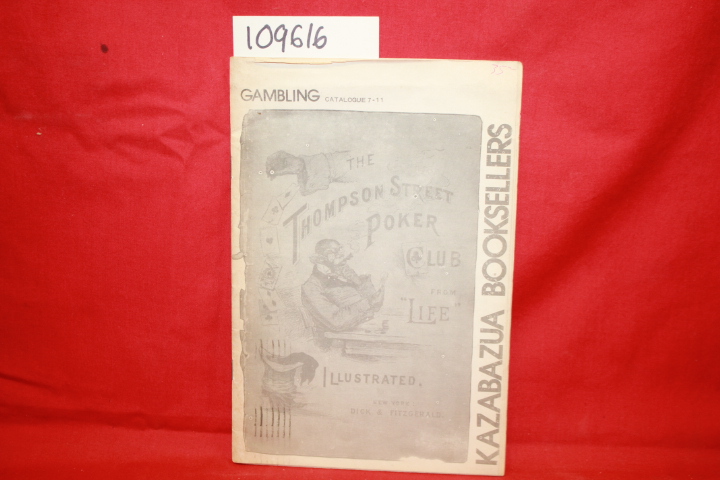 109616
95-
GAMBLING CATALOGUE 7-11
KAZABAZUA BOOKSELLERS
THE
THOMPSON STREET
POKER
CLUB
FROM
"LIFE"
ILLUSTRATED,
NEW YORK
DICK & FITZGERALD.